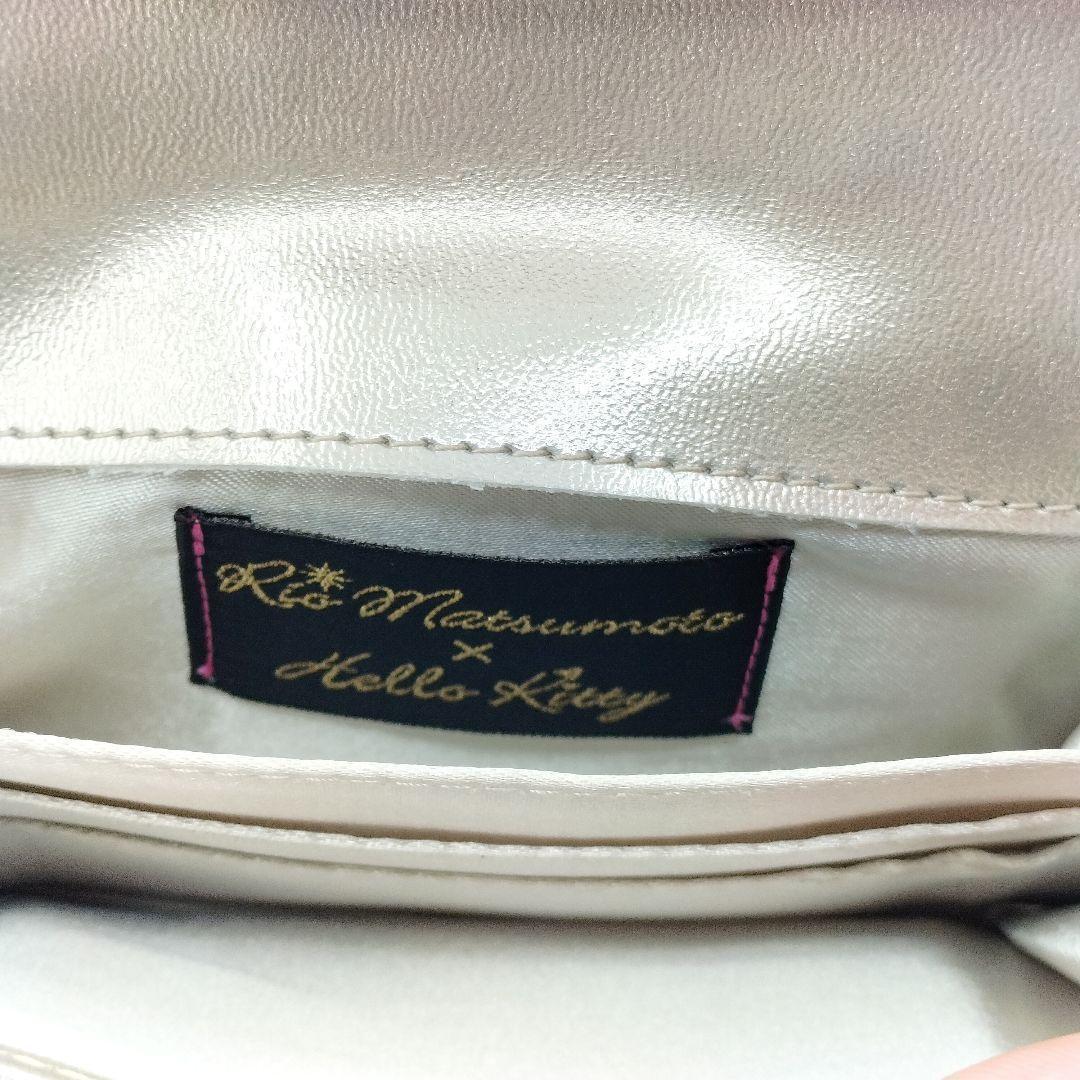 Rio Matsumoto
×
Hello Kitty